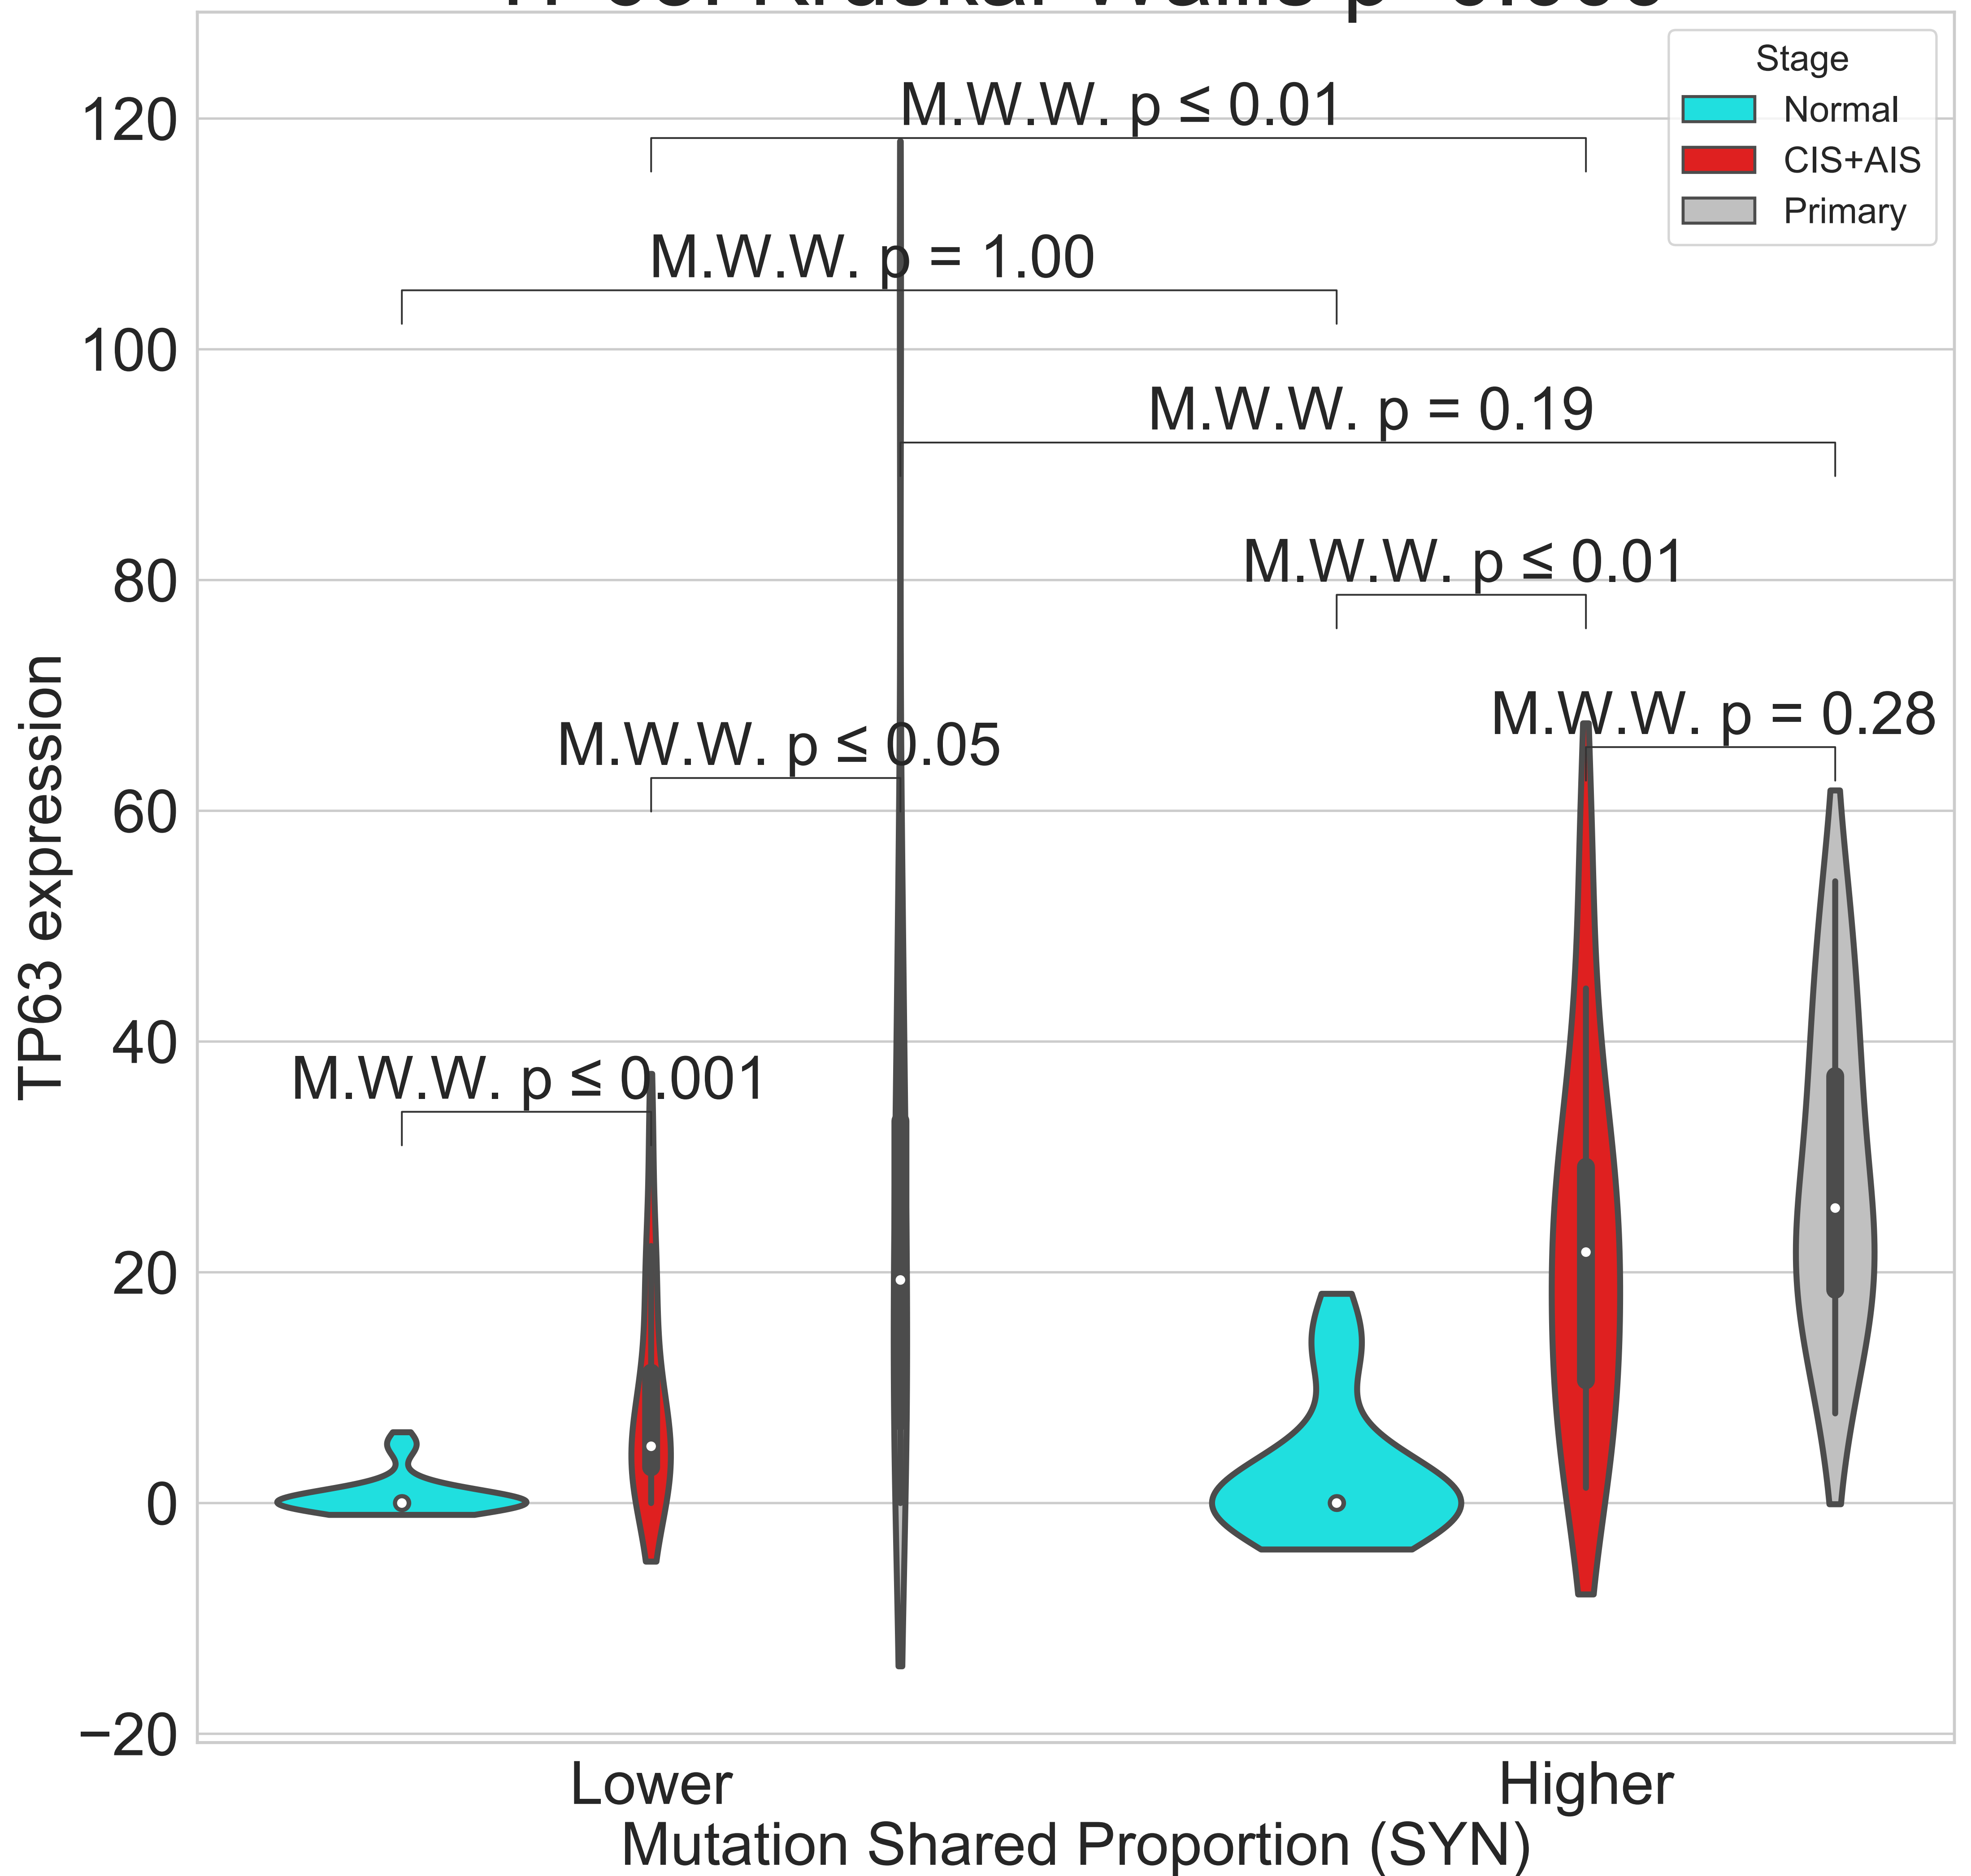 Stage
Normal
CIS+AIS
Primary
M.W.W. p ≤ 0.01
M.W.W. p = 1.00
M.W.W. p = 0.19
M.W.W. p ≤ 0.01
M.W.W. p = 0.28
M.W.W. p ≤ 0.05
M.W.W. p ≤ 0.001
120
100
80
60
40
20
0
−20
TP63 expression
Lower
Higher
Mutation Shared Proportion (SYN)